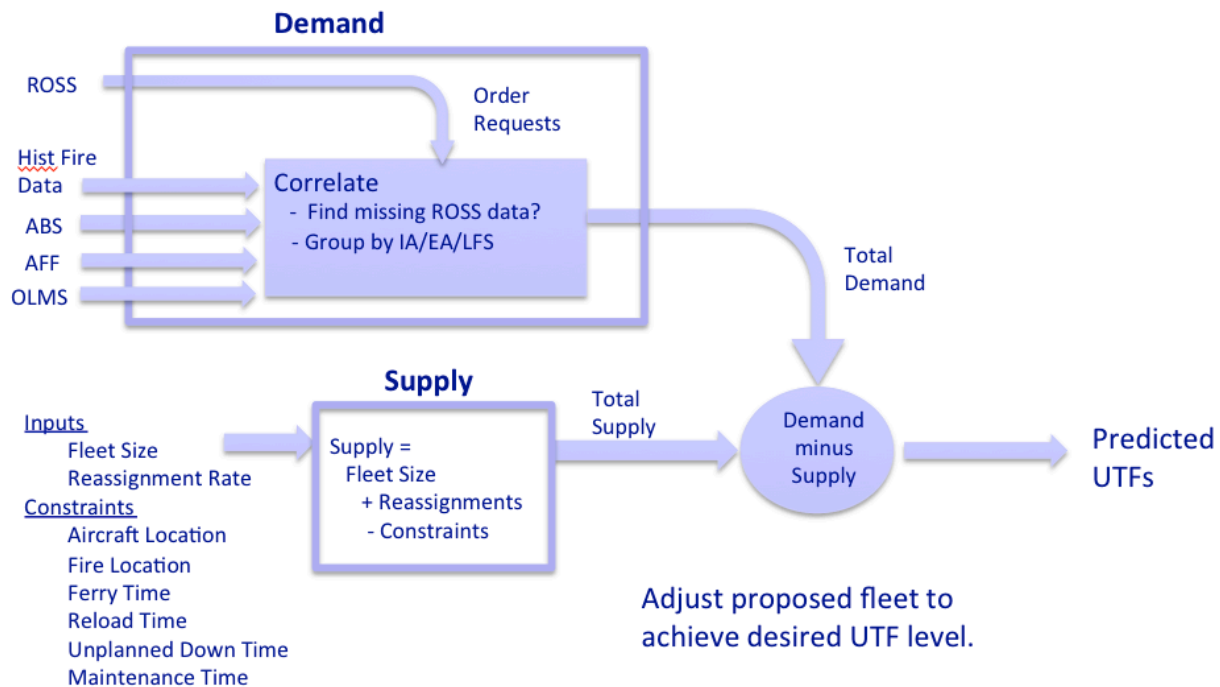 Demand
ROSS
Order
Requests
Hist Fire
Data
ABS
AFF
OLMS
Correlate
- Find missing ROSS data?
- Group by IA/EA/LFS
Total
Demand
Supply
Inputs
Fleet Size
Reassignment Rate
Constraints
Aircraft Location
Fire Location
Ferry Time
Reload Time
Unplanned Down Time
Maintenance Time
Supply =
Fleet Size
+ Reassignments
- Constraints
Total
Supply
Demand
minus
Supply
Predicted
UTFs
Adjust proposed fleet to
achieve desired UTF level.